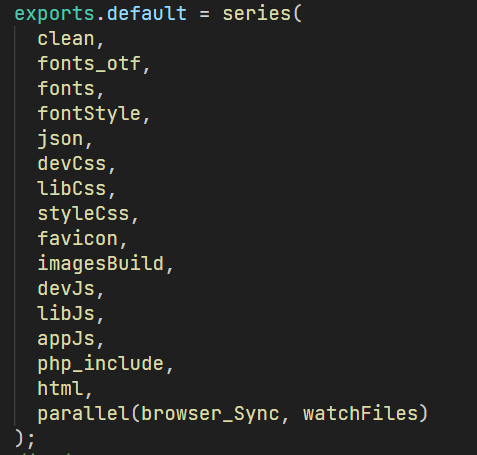 exports.default = series(
clean,
fonts_otf,
fonts,
fontStyle,
json,
devCss,
libCss,
styleCss,
favicon,
imagesBuild,
devJs,
libJs,
appJs,
php_include,
html,
parallel(browser_Sync, watchFiles)
);